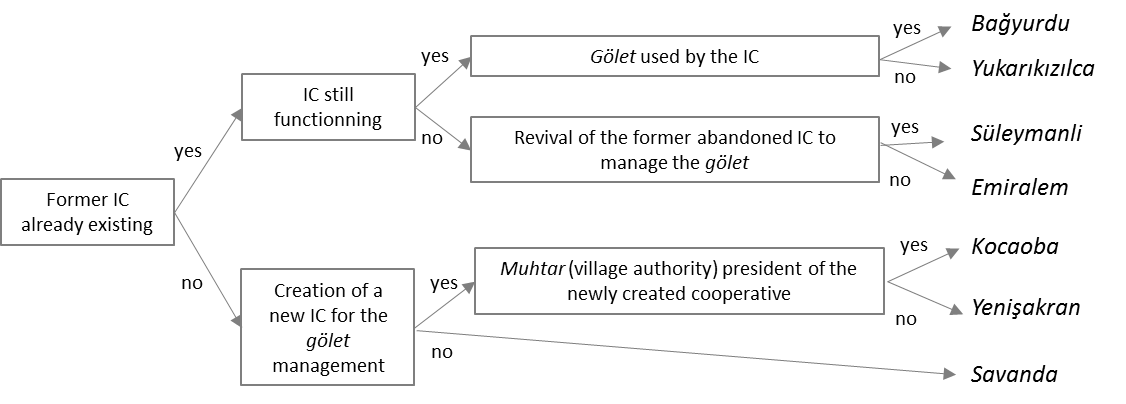 Former IC
already existing
yes
no
IC still
functionning
yes
no
Gölet used by the IC
yes
no
Bağyurdu
Yukarıkızılca
Revival of the former abandoned IC to
manage the gölet
yes
no
Süleymanli
Emiralem
Creation of a
new IC for the
gölet
management
yes
no
Muhtar (village authority) president of the
newly created cooperative
yes
no
Kocaoba
Yenişakran
Savanda